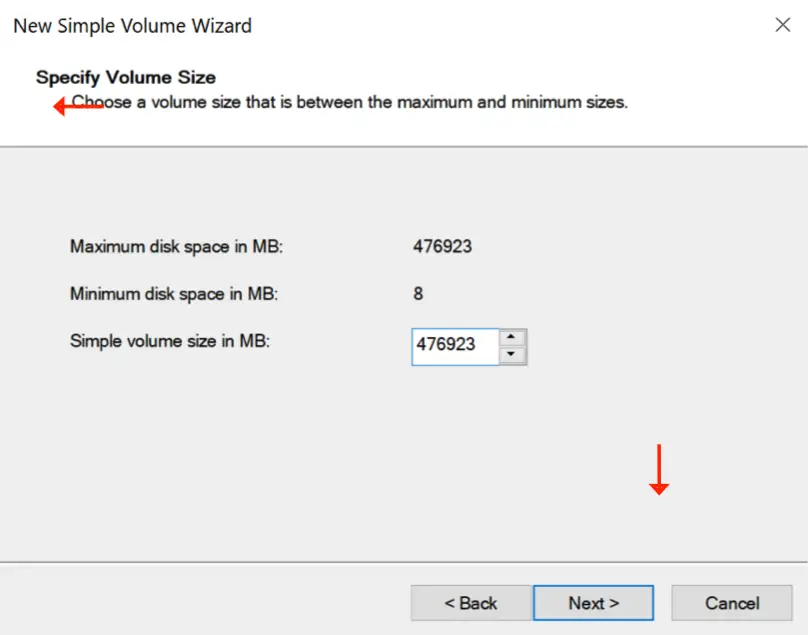 New Simple Volume Wizard
Specify Volume Size
Choose a volume size that is between the maximum and minimum sizes.
Maximum disk space in MB: 476923
Minimum disk space in MB: 8
Simple volume size in MB: 476923
< Back Next > Cancel